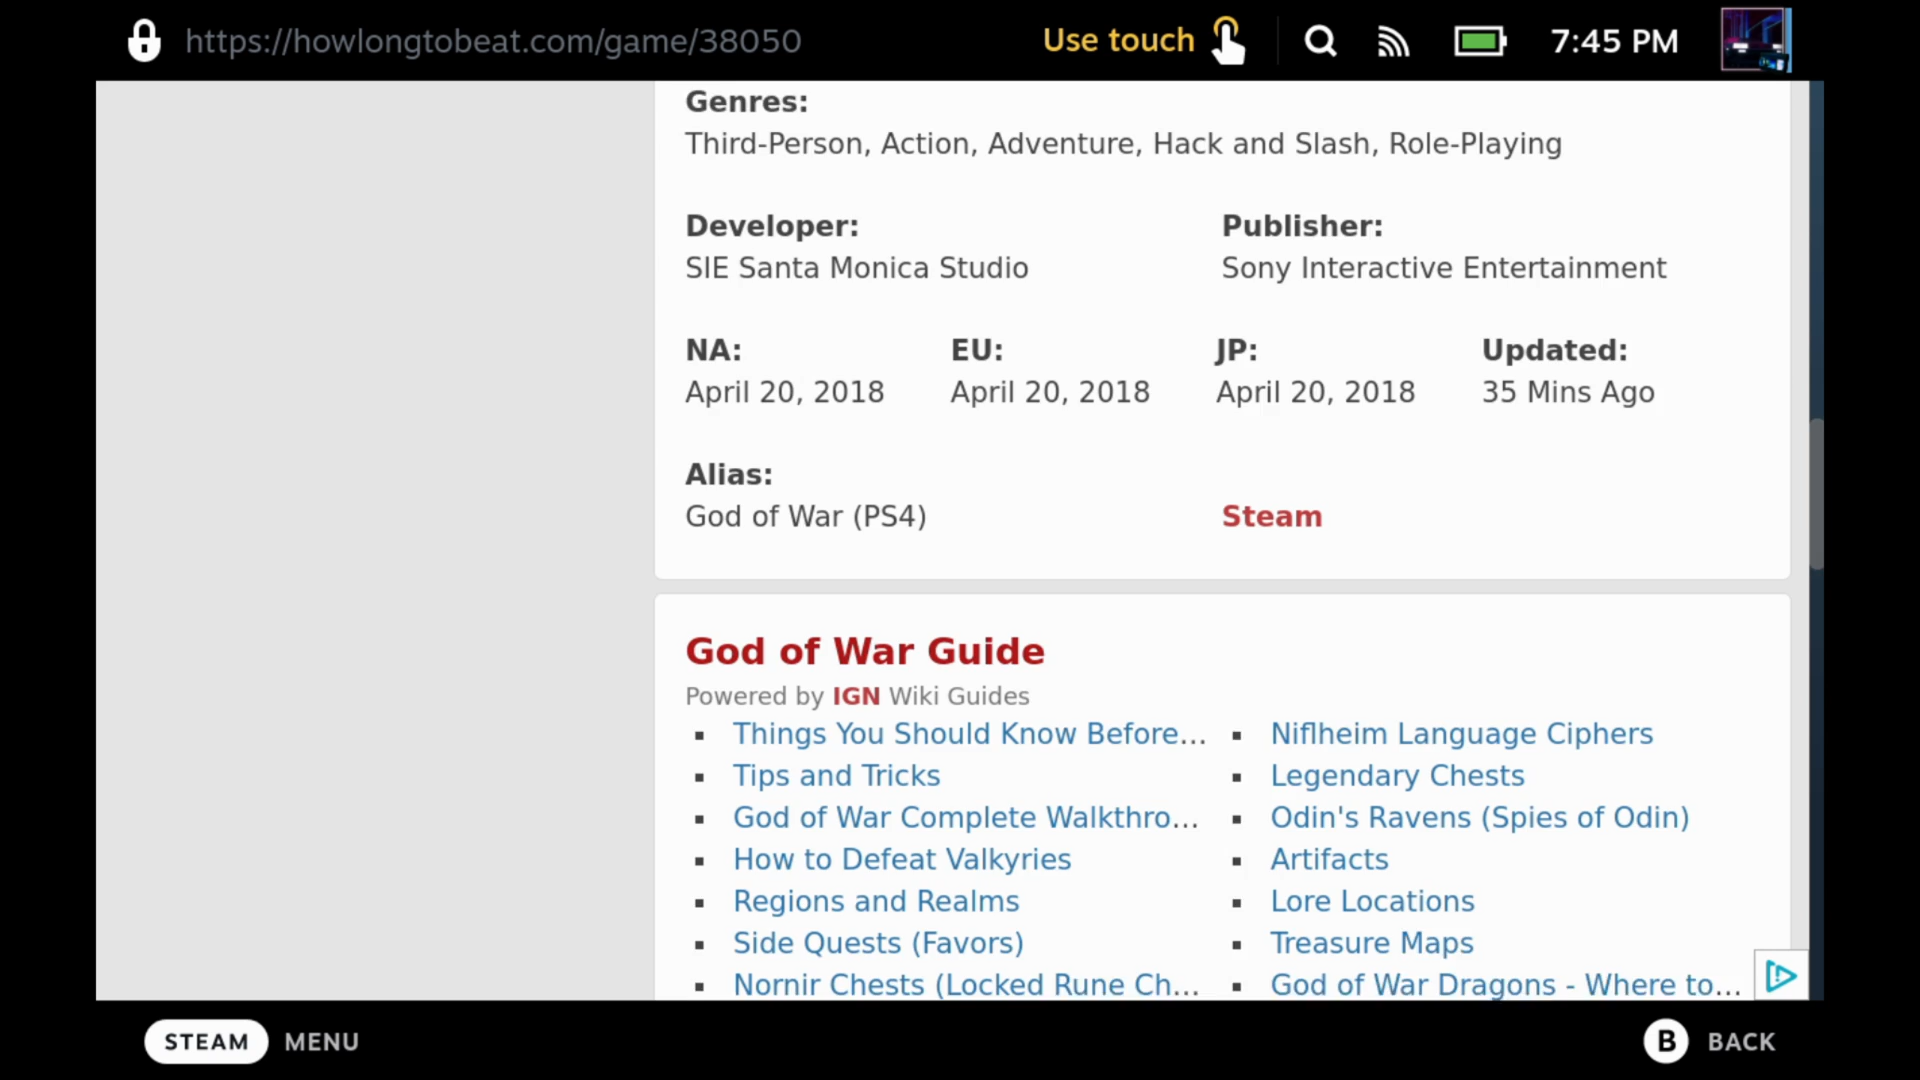 https://howlongtobeat.com/game/38050
Use touch
7:45 PM
Genres:
Third-Person, Action, Adventure, Hack and Slash, Role-Playing
Developer:
Publisher:
SIE Santa Monica Studio
Sony Interactive Entertainment
NA:
EU:
JP:
Updated:
April 20, 2018
April 20, 2018
April 20, 2018
35 Mins Ago
Alias:
God of War (PS4)
Steam
God of War Guide
Powered by IGN Wiki Guides
Things You Should Know Before...
Niflheim Language Ciphers
Tips and Tricks
Legendary Chests
God of War Complete Walkthro...
Odin's Ravens (Spies of Odin)
How to Defeat Valkyries
Artifacts
Regions and Realms
Lore Locations
Side Quests (Favors)
Treasure Maps
Nornir Chests (Locked Rune Ch...
God of War Dragons - Where to...
STEAM MENU
B BACK